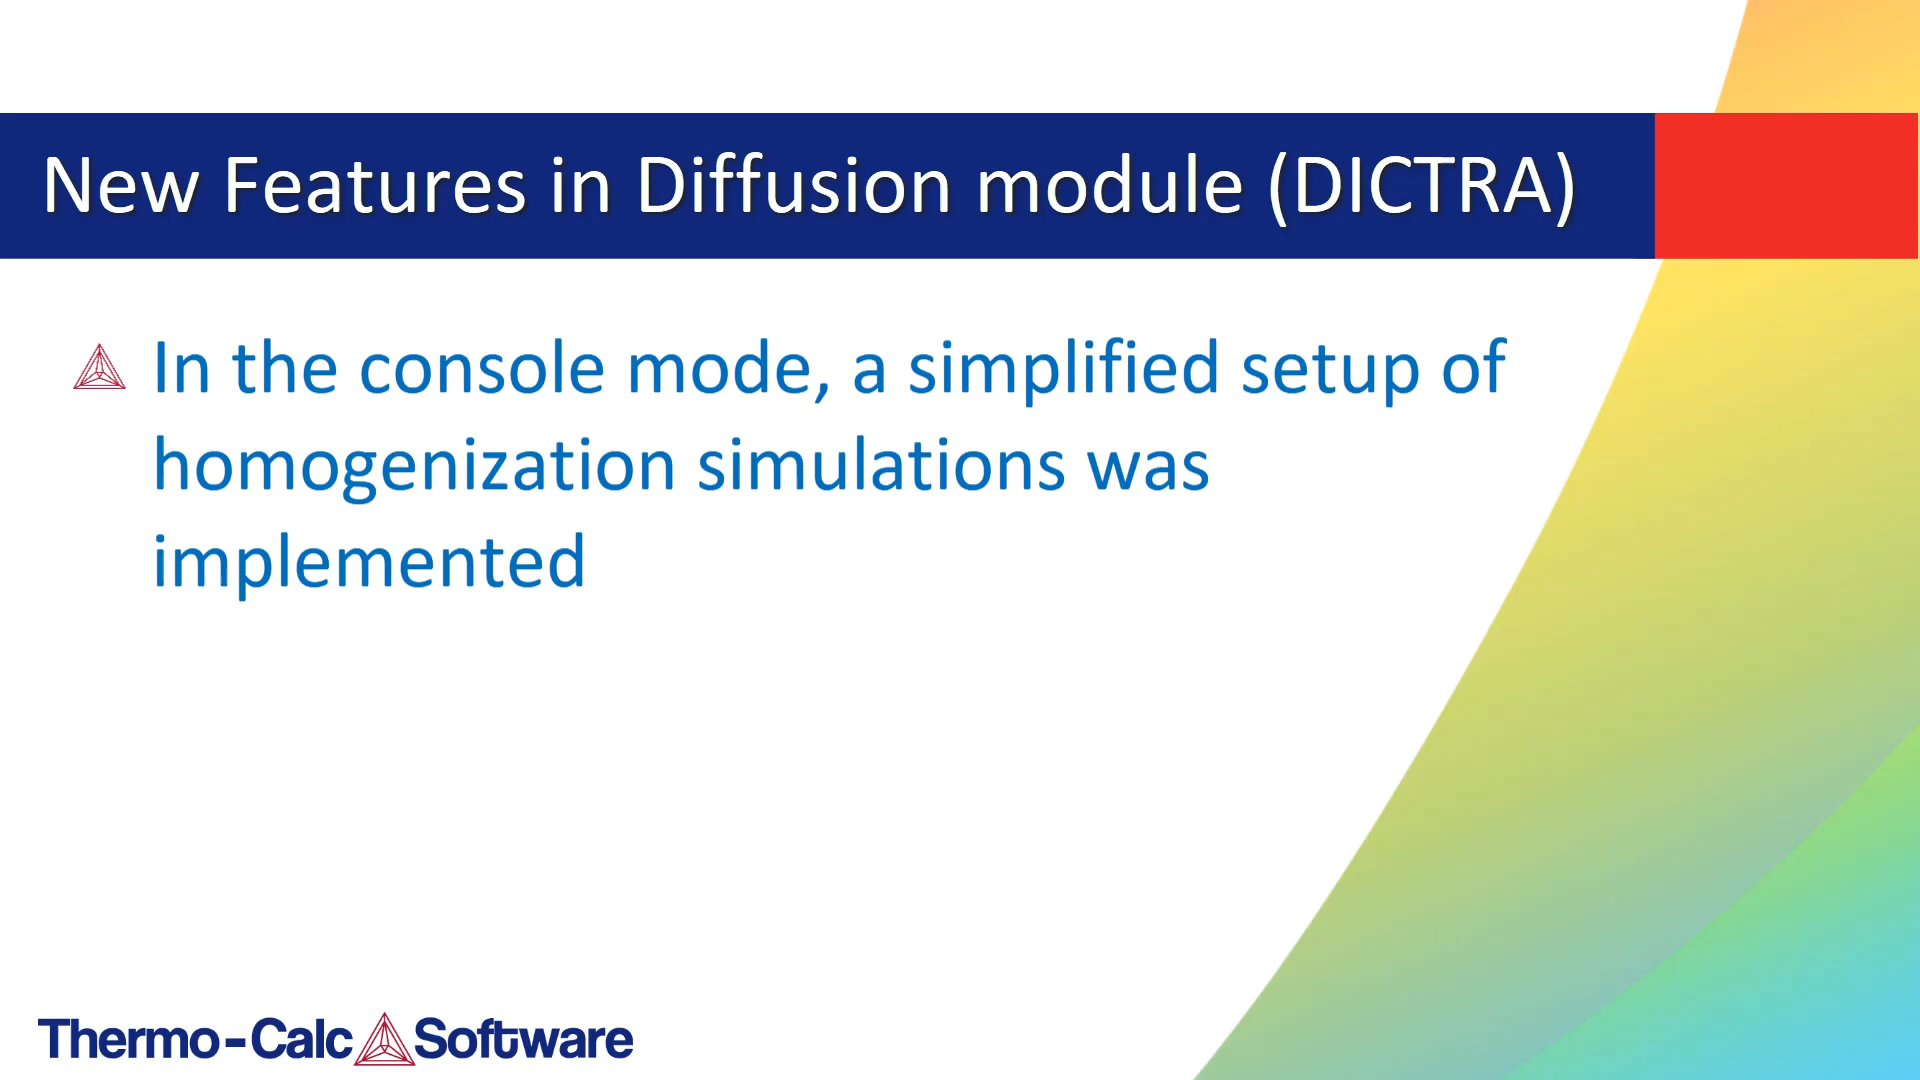 New Features in Diffusion module (DICTRA)
In the console mode, a simplified setup of
homogenization simulations was
implemented
Thermo-Calc Software